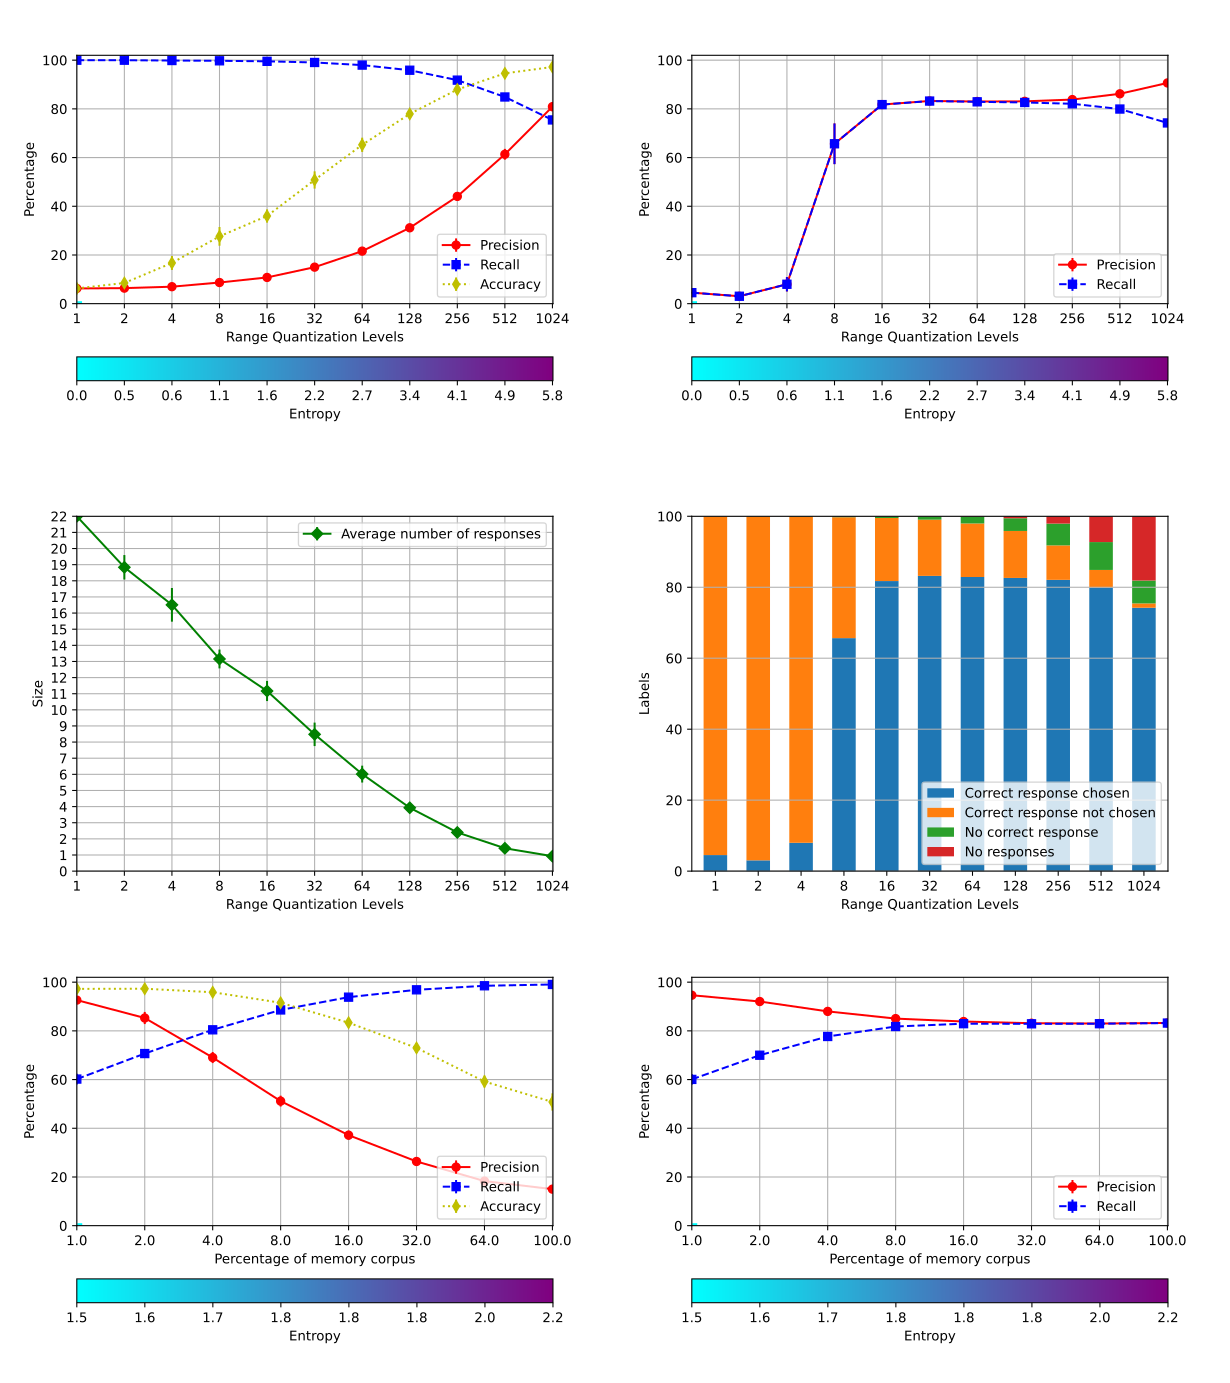 100
80
60
40
20
0
Percentage
Precision
Recall
Accuracy
1 2 4 8 16 32 64 128 256 512 1024
Range Quantization Levels
0.0 0.5 0.6 1.1 1.6 2.2 2.7 3.4 4.1 4.9 5.8
Entropy
100
80
60
40
20
0
Percentage
Precision
Recall
1 2 4 8 16 32 64 128 256 512 1024
Range Quantization Levels
0.0 0.5 0.6 1.1 1.6 2.2 2.7 3.4 4.1 4.9 5.8
Entropy
22
21
20
19
18
17
16
15
14
13
12
11
10
9
8
7
6
5
4
3
2
1
0
Size
Average number of responses
1 2 4 8 16 32 64 128 256 512 1024
Range Quantization Levels
100
80
60
40
20
0
Labels
Correct response chosen
Correct response not chosen
No correct response
No responses
1 2 4 8 16 32 64 128 256 512 1024
Range Quantization Levels
100
80
60
40
20
0
Percentage
Precision
Recall
Accuracy
1.0 2.0 4.0 8.0 16.0 32.0 64.0 100.0
Percentage of memory corpus
1.5 1.6 1.7 1.8 1.8 1.8 2.0 2.2
Entropy
100
80
60
40
20
0
Percentage
Precision
Recall
1.0 2.0 4.0 8.0 16.0 32.0 64.0 100.0
Percentage of memory corpus
1.5 1.6 1.7 1.8 1.8 1.8 2.0 2.2
Entropy